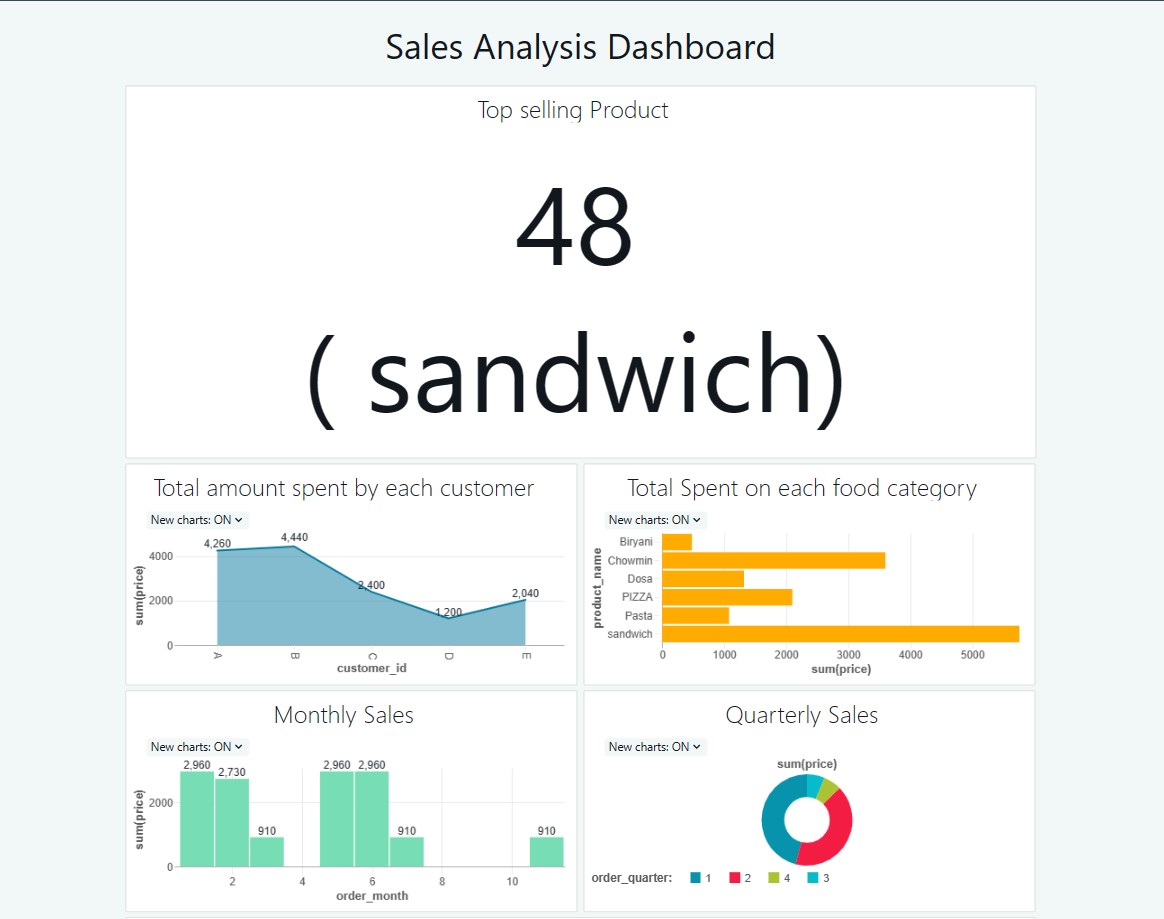 Sales Analysis Dashboard
Top selling Product
48
( sandwich)
Total amount spent by each customer
New charts: ON
4,260
4,440
2,400
1,200
2,040
4000
2000
0
sum(price)
A B C D E
customer_id
Total Spent on each food category
New charts: ON
product_name
Biryani
Chowmin
Dosa
PIZZA
Pasta
sandwich
0 1000 2000 3000 4000 5000
sum(price)
Monthly Sales
New charts: ON
2,960 2,730 910 2,960 2,960 910 910
2000
0
sum(price)
2 4 6 8 10
order_month
Quarterly Sales
New charts: ON
sum(price)
order_quarter: 1 2 4 3